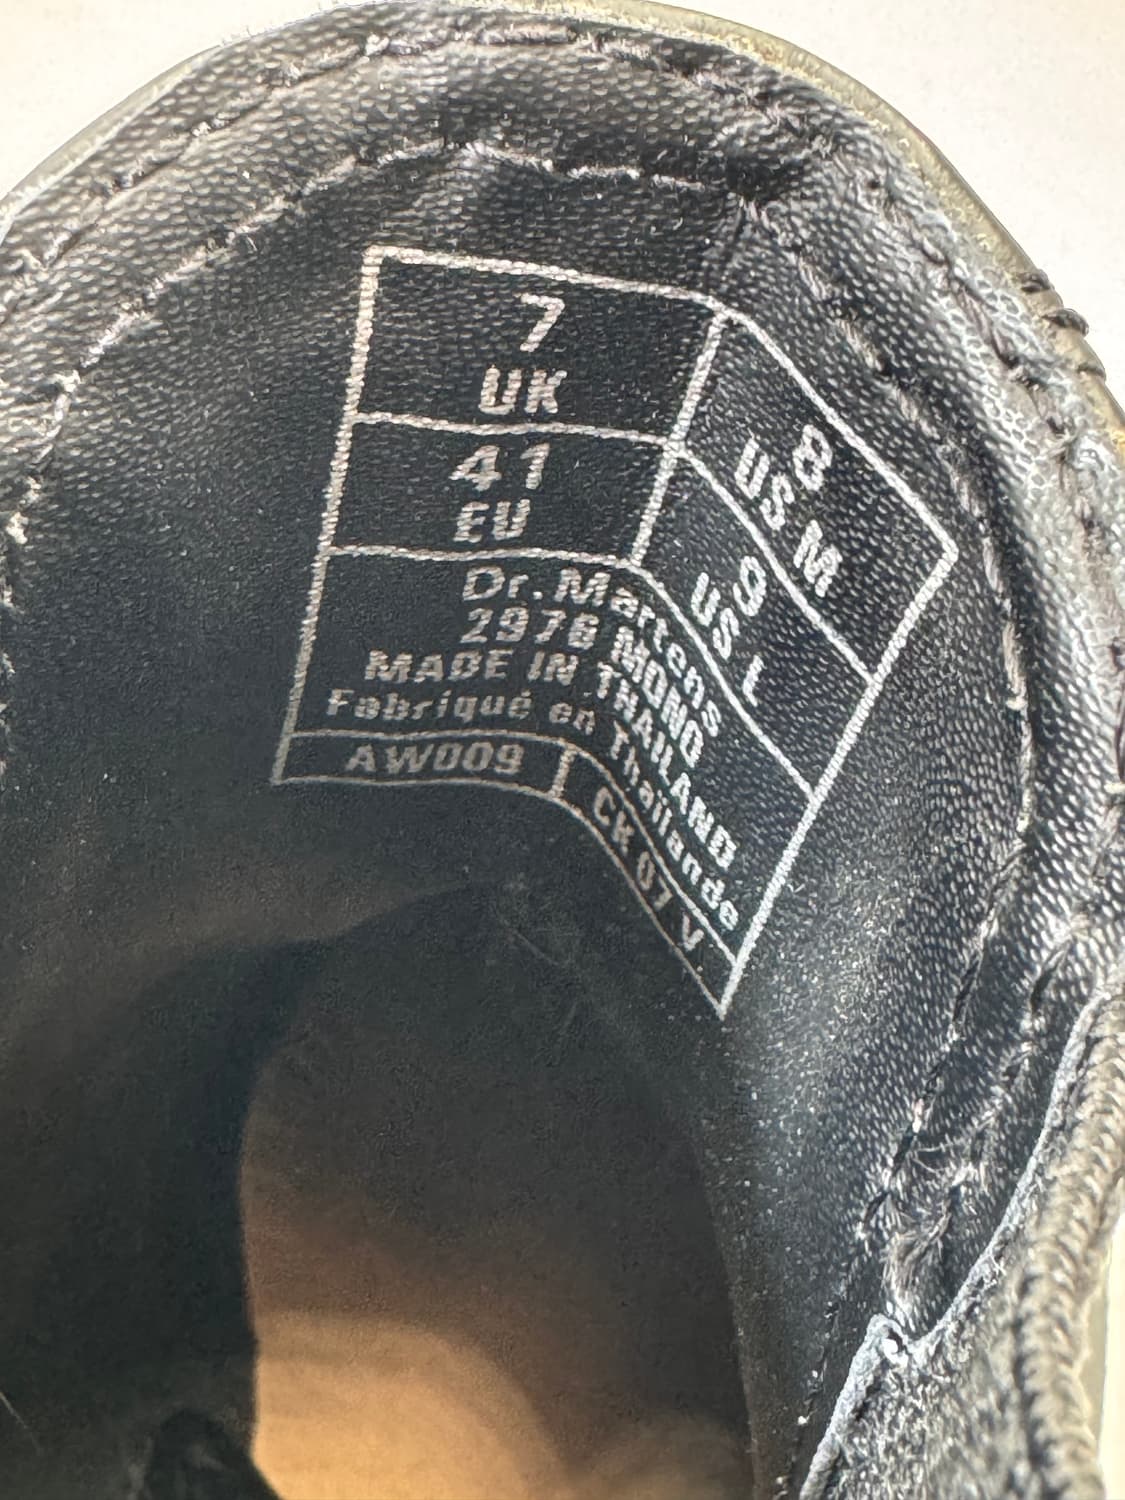 7
UK
8
US M
41
EU
9
US L
Dr. Martens
2976 MONO
MADE IN THAILAND
Fabriqué en Thaïlande
AW009
CK 07 V